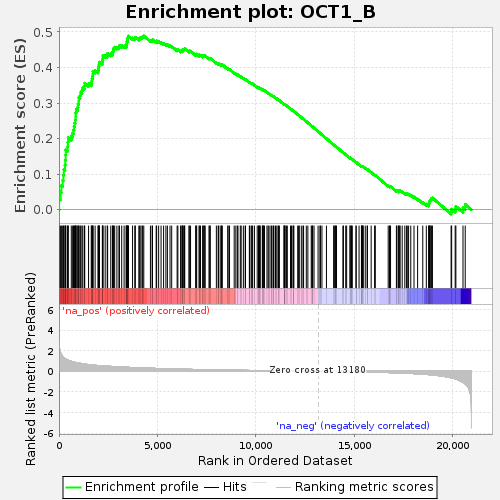 Enrichment plot: OCT1_B
Enrichment score (ES)
0.5
0.4
0.3
0.2
0.1
0.0
'na_pos' (positively correlated)
Ranked list metric (PreRanked)
6
4
2
0
-2
-4
-6
Zero cross at 13180
'na_neg' (negatively correlated)
0
5,000
10,000
15,000
20,000
Rank in Ordered Dataset
Enrichment profile
Hits
Ranking metric scores